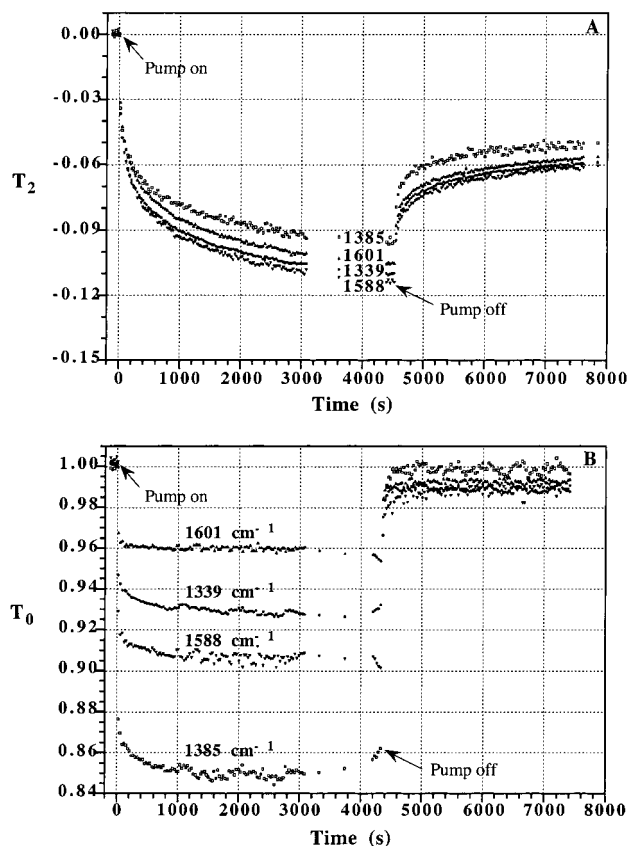 A
0.00
Pump on
-0.03
-0.06
T2
-0.09
1385
1601
1339
1588
-0.12
Pump off
-0.15
0 1000 2000 3000 4000 5000 6000 7000 8000
Time (s)
B
1.00
Pump on
0.98
1601 cm-1
0.96
0.94
1339 cm-1
T0
0.92
1588 cm-1
0.90
0.88
0.86
1385 cm-1
Pump off
0.84
0 1000 2000 3000 4000 5000 6000 7000 8000
Time (s)